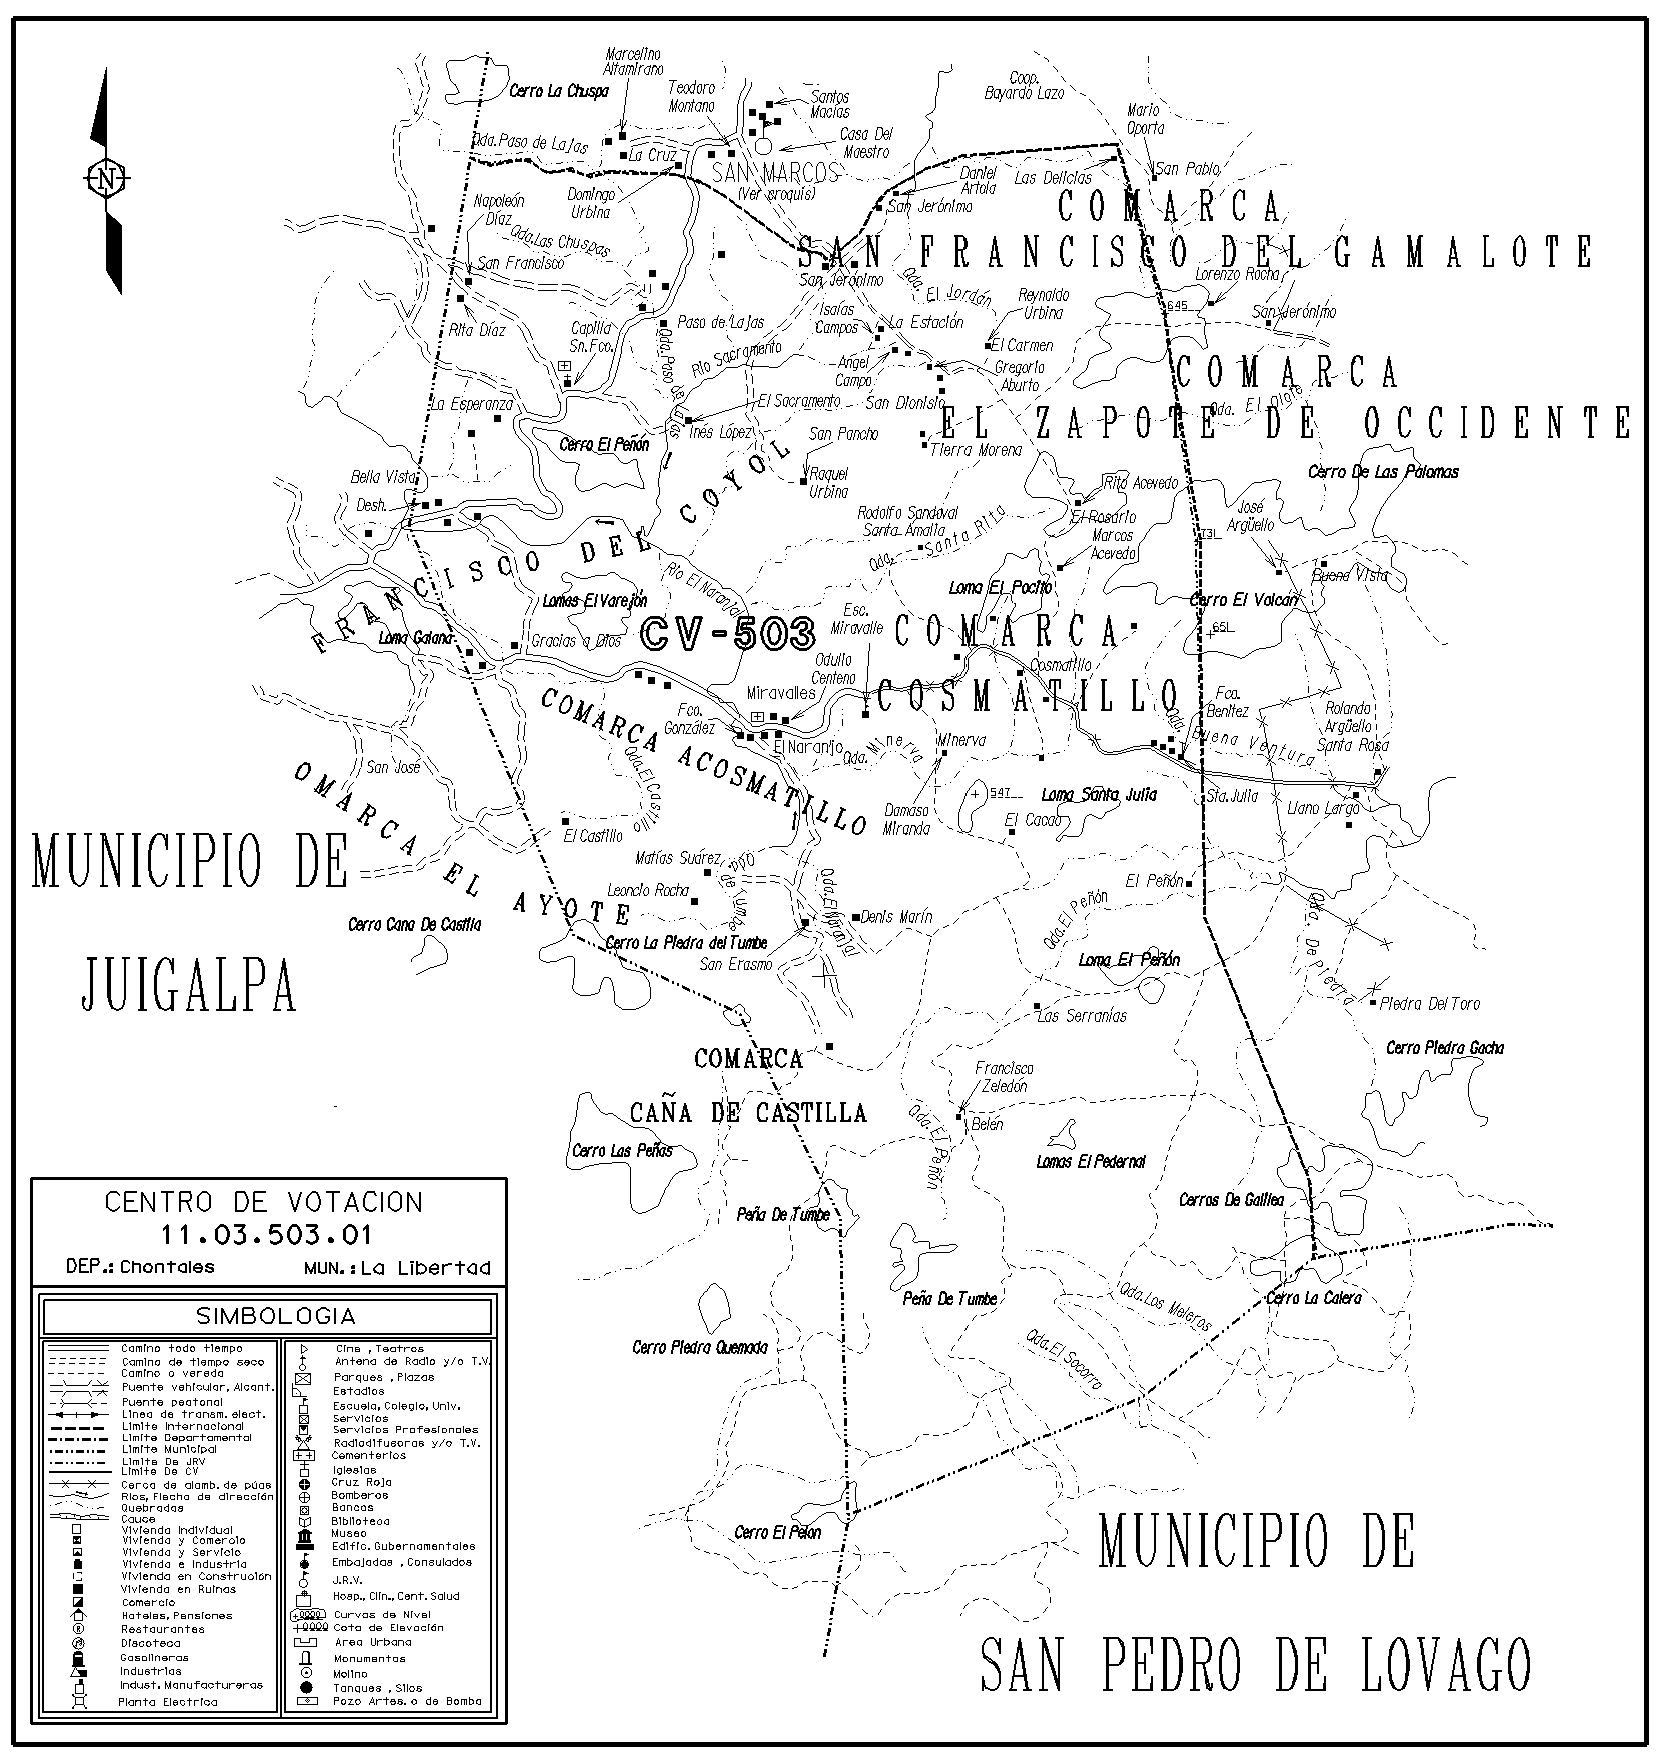 Marcelino
Altamirano
Cerro La Chuspa
Teodoro
Montano
Santos
Macías
Coop.
Bayardo Lazo
Mario
Oporta
Casa Del
Maestro
Qda. Paso de Lajas
La Cruz
SAN MARCOS
(Ver croquis)
Domingo
Urbina
Daniel
Artola
Las Delicias
San Pablo
Napoleón
Díaz
San Jerónimo
COMARCA
SAN FRANCISCO DEL GAMALOTE
Qda. Las Chuspas
San Francisco
San Jerónimo
Qda. El Jordán
Lorenzo Rocha
Reynaldo
Urbina
645
San Jerónimo
Rita Díaz
Capilla
Sn. Fco.
Paso de Lajas
Isaías
Campos
La Estación
El Carmen
Qda. Paso de Lajas
Río Sacramento
Angel
Campo
Gregorio
Aburto
COMARCA
EL ZAPOTE DE OCCIDENTE
La Esperanza
El Sacramento
San Dionisio
Qda. El Olate
Cerro El Peñón
Inés López
San Pancho
Tierra Morena
Bella Vista
Raquel
Urbina
Rito Acevedo
Cerro De Las Palomas
Desh.
Rodolfo Sandoval
Santa Amalia
El Rosario
José
Argüello
Qda. Santa Rita
Marcos
Acevedo
731
FRANCISCO DEL COYOL
Río El Naranjal
Loma El Pocito
Buena Vista
Lomas El Varejón
Cerro El Volcán
Loma Galana
Gracias a Dios
CV-503
Esc.
Miravalle
651
COMARCA
COSMATILLO
Odulio
Centeno
Cosmatillo
Miravalles
Fco.
González
El Naranjo
Fco.
Benitez
Rolando
Argüello
Santa Rosa
COMARCA ACOSMATILLO
Qda. Minerva
Minerva
Qda. Buena Ventura
San José
Qda. El Castillo
547
Loma Santa Julia
Sta. Julia
Llano Largo
OMARCA EL AYOTE
El Castillo
Damaso
Miranda
El Cacao
MUNICIPIO DE
JUIGALPA
Matías Suárez
Qda. de Tumbe
Leoncio Rocha
Qda. El Naranjal
El Peñón
Denis Marín
Qda. El Peñón
Qda. De Piedra
Cerro Cana De Castilla
Cerro La Piedra del Tumbe
San Erasmo
Loma El Peñón
Las Serranías
Piedra Del Toro
COMARCA
CAÑA DE CASTILLA
Cerro Piedra Gacha
Francisco
Zeledón
Qda. El Peñón
Belén
Cerro Las Peñas
Lomas El Pedernal
Peña De Tumbe
Cerros De Galilea
Peña De Tumbe
Cerro La Calera
Qda. Los Meleros
Cerro Piedra Quemada
Qda. El Socorro
Cerro El Pelon
MUNICIPIO DE
SAN PEDRO DE LOVAGO
N
CENTRO DE VOTACION
11.03.503.01
DEP.: Chontales MUN.: La Libertad
SIMBOLOGIA
Camino todo tiempo
Camino de tiempo seco
Camino o vereda
Puente vehicular, Alcant.
Puente peatonal
Linea de transm. elect.
Limite Internacional
Limite Departamental
Limite Municipal
Limite De JRV
Limite De CV
Cerca de alamb. de púas
Rios, Flecha de dirección
Quebradas
Cauce
Vivienda Individual
Vivienda y Comercio
Vivienda y Servicio
Vivienda e Industria
Vivienda en Construcion
Vivienda en Ruinas
Comercio
Hoteles, Pensiones
Restaurantes
Discoteca
Gasolineras
Industrias
Indust. Manufactureras
Planta Electrica
Cine, Teatros
Antena de Radio y/o T.V.
Parques, Plazas
Estadios
Escuela, Colegio, Univ.
Servicios
Servicios Profesionales
Radiodifusoras y/o T.V.
Cementerios
Iglesias
Cruz Roja
Bomberos
Bancos
Biblioteca
Museo
Edific. Gubernamentales
Embajadas, Consulados
J.R.V.
Hosp., Clin., Cent. Salud
Curvas de Nivel
Cota de Elevación
Area Urbana
Monumentos
Molino
Tanques, Silos
Pozo Artes. o de Bomba